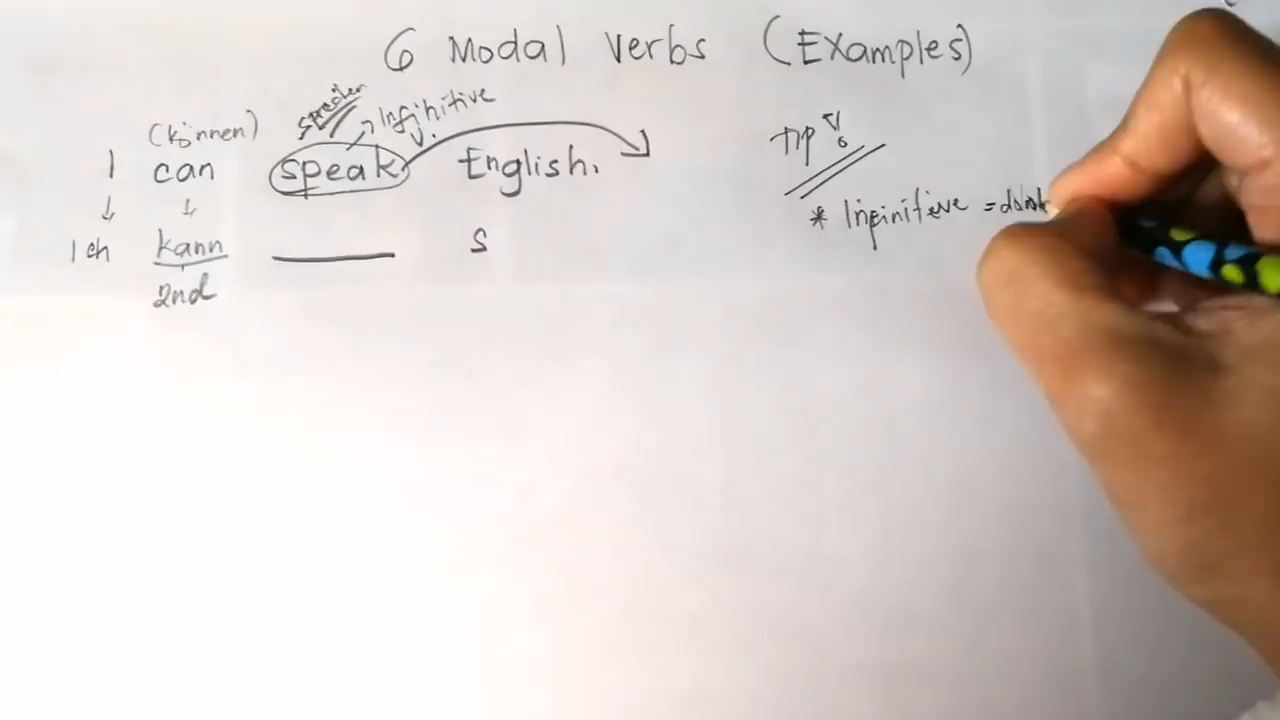 6 Modal Verbs (Examples)
sprechen
Infinitive
(können)
I can speak English.
Ich kann S
2nd
Tip
* Infinitive =